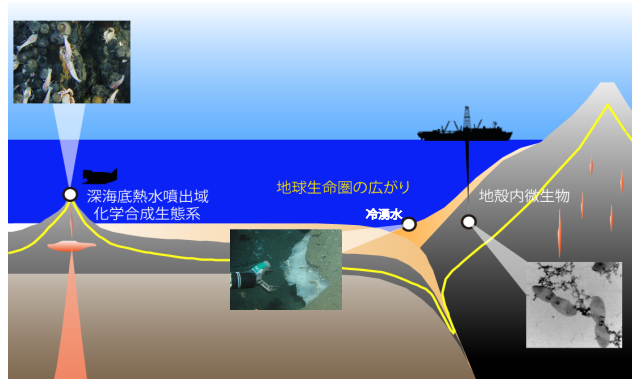 地球生命圏の広がり
深海底熱水噴出域
化学合成生態系
冷湧水
地殻内微生物